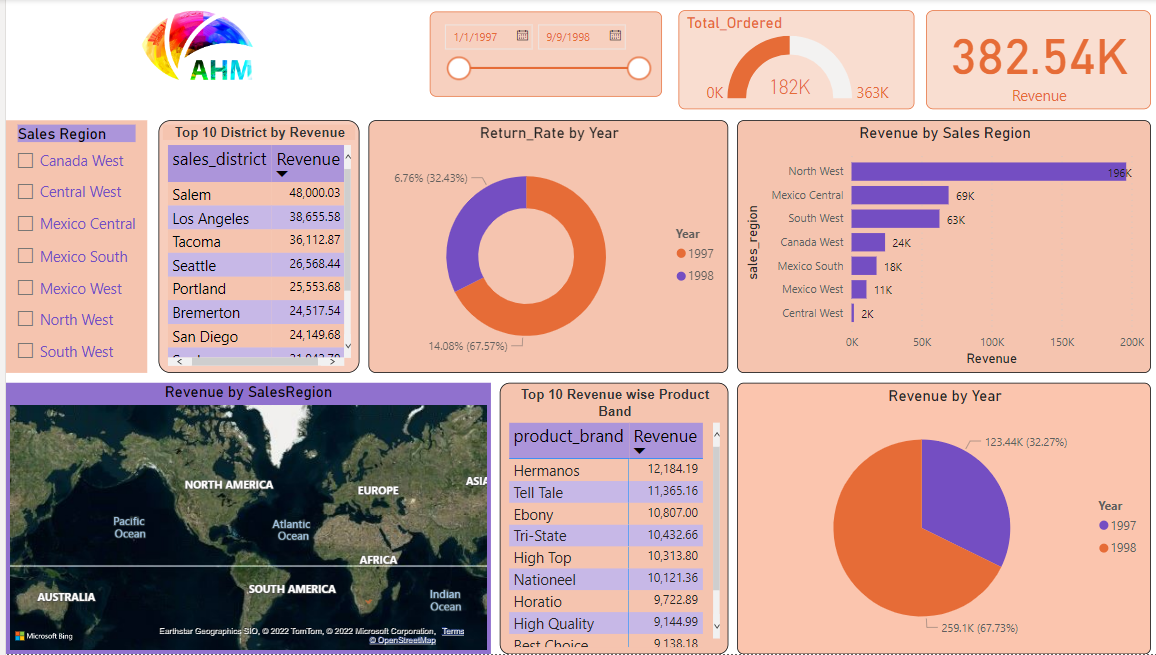 AHM
1/1/1997
9/9/1998
Total_Ordered
0K
182K
363K
382.54K
Revenue
Sales Region
Canada West
Central West
Mexico Central
Mexico South
Mexico West
North West
South West
Top 10 District by Revenue
sales_district Revenue
Salem 48,000.03
Los Angeles 38,655.58
Tacoma 36,112.87
Seattle 26,568.44
Portland 25,553.68
Bremerton 24,517.54
San Diego 24,149.68
Return_Rate by Year
6.76% (32.43%)
14.08% (67.57%)
Year
1997
1998
Revenue by Sales Region
sales_region
North West 196K
Mexico Central 69K
South West 63K
Canada West 24K
Mexico South 18K
Mexico West 11K
Central West 2K
0K 50K 100K 150K 200K
Revenue
Revenue by SalesRegion
NORTH AMERICA
EUROPE
ASIA
Pacific
Ocean
Atlantic
Ocean
AFRICA
SOUTH AMERICA
AUSTRALIA
Indian
Ocean
Microsoft Bing
Earthstar Geographics SIO, © 2022 TomTom, © 2022 Microsoft Corporation, Terms
© OpenStreetMap
Top 10 Revenue wise Product
Band
product_brand Revenue
Hermanos 12,184.19
Tell Tale 11,365.16
Ebony 10,807.00
Tri-State 10,432.66
High Top 10,313.80
Nationeel 10,121.36
Horatio 9,722.89
High Quality 9,144.99
Best Choice 9,138.18
Revenue by Year
123.44K (32.27%)
259.1K (67.73%)
Year
1997
1998